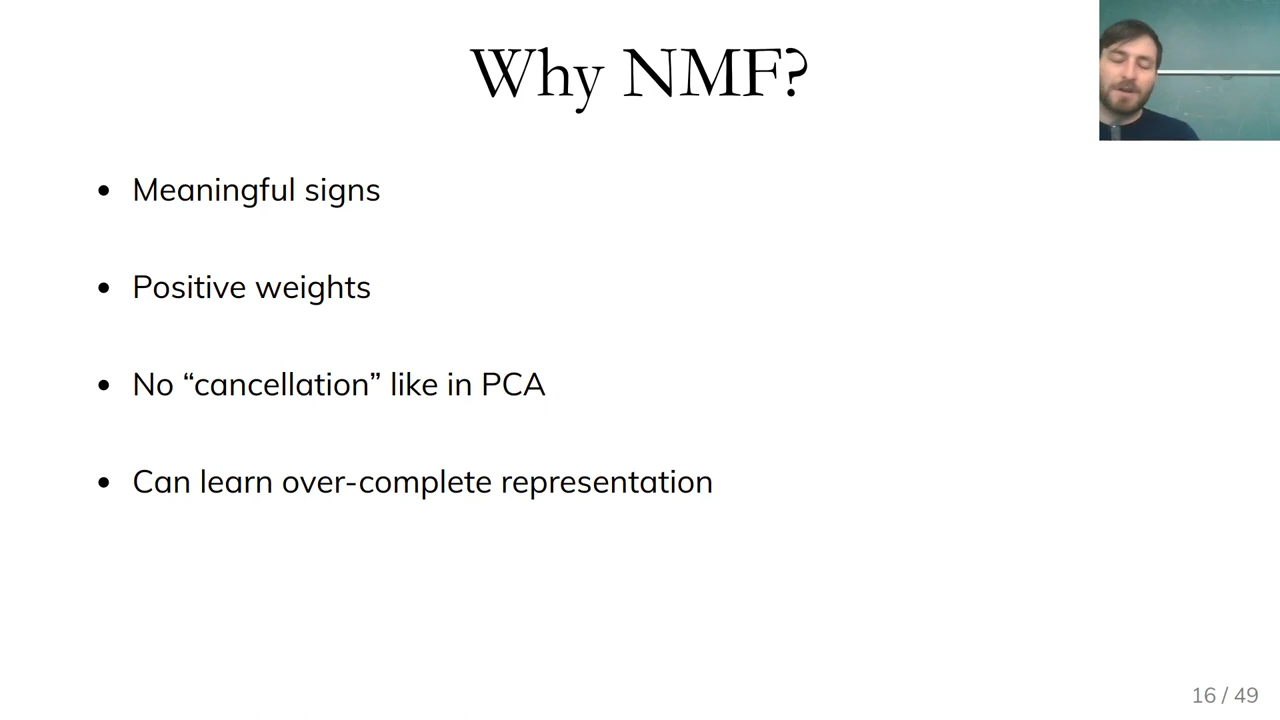 Why NMF?
• Meaningful signs
• Positive weights
• No “cancellation” like in PCA
• Can learn over-complete representation
16 / 49